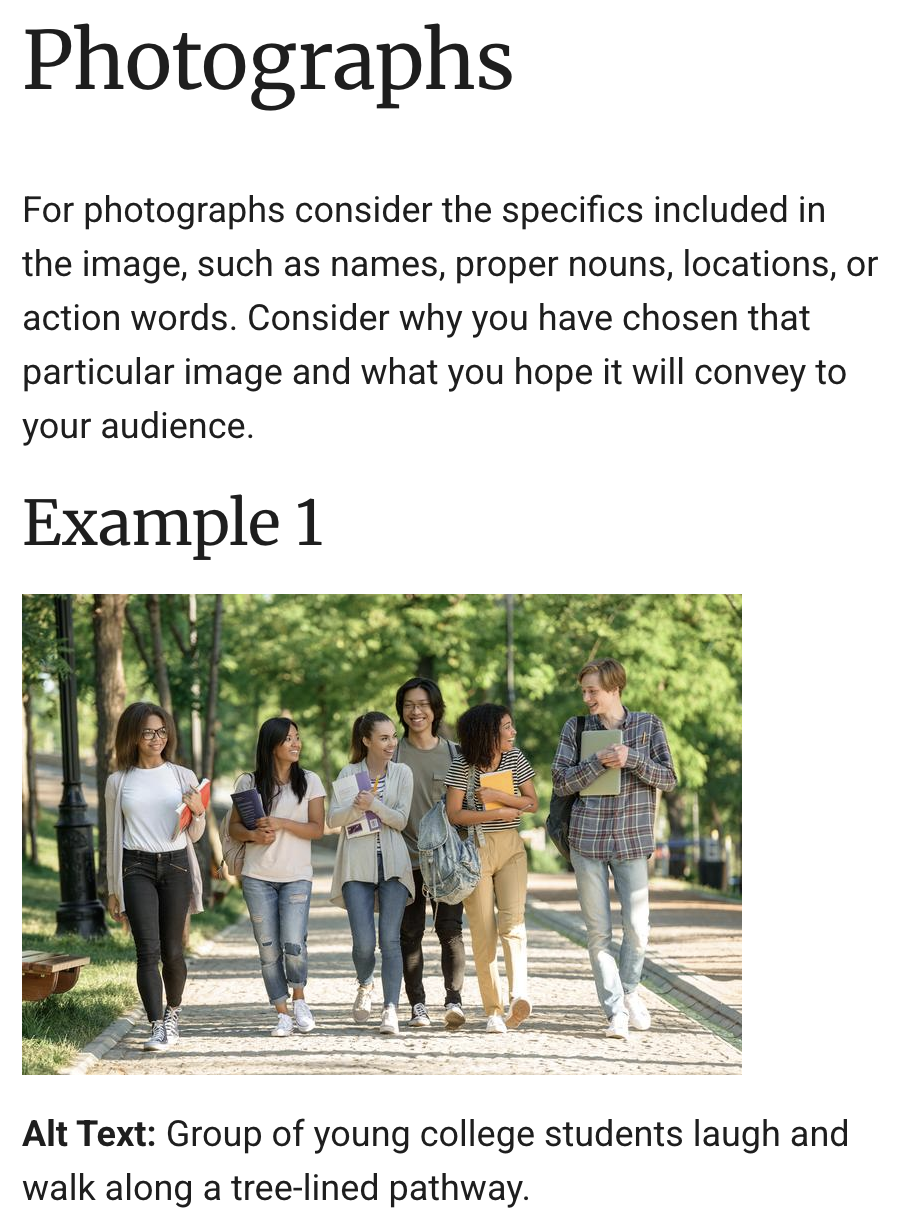 Photographs
For photographs consider the specifics included in
the image, such as names, proper nouns, locations, or
action words. Consider why you have chosen that
particular image and what you hope it will convey to
your audience.
Example 1
Alt Text: Group of young college students laugh and
walk along a tree-lined pathway.